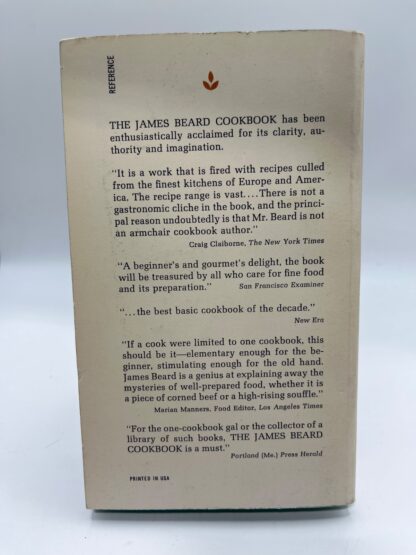 REFERENCE
THE JAMES BEARD COOKBOOK has been
enthusiastically acclaimed for its clarity, au-
thority and imagination.
"It is a work that is fired with recipes culled
from the finest kitchens of Europe and Amer-
ica. The recipe range is vast....There is not a
gastronomic cliche in the book, and the princi-
pal reason undoubtedly is that Mr. Beard is not
an armchair cookbook author."
Craig Claiborne, The New York Times
"A beginner's and gourmet's delight, the book
will be treasured by all who care for fine food
and its preparation." San Francisco Examiner
"...the best basic cookbook of the decade."
New Era
"If a cook were limited to one cookbook, this
should be it—elementary enough for the be-
ginner, stimulating enough for the old hand.
James Beard is a genius at explaining away the
mysteries of well-prepared food, whether it is
a piece of corned beef or a high-rising souffle."
Marian Manners, Food Editor, Los Angeles Times
"For the one-cookbook gal or the collector of a
library of such books, THE JAMES BEARD
COOKBOOK is a must."
Portland (Me.) Press Herald
PRINTED IN USA